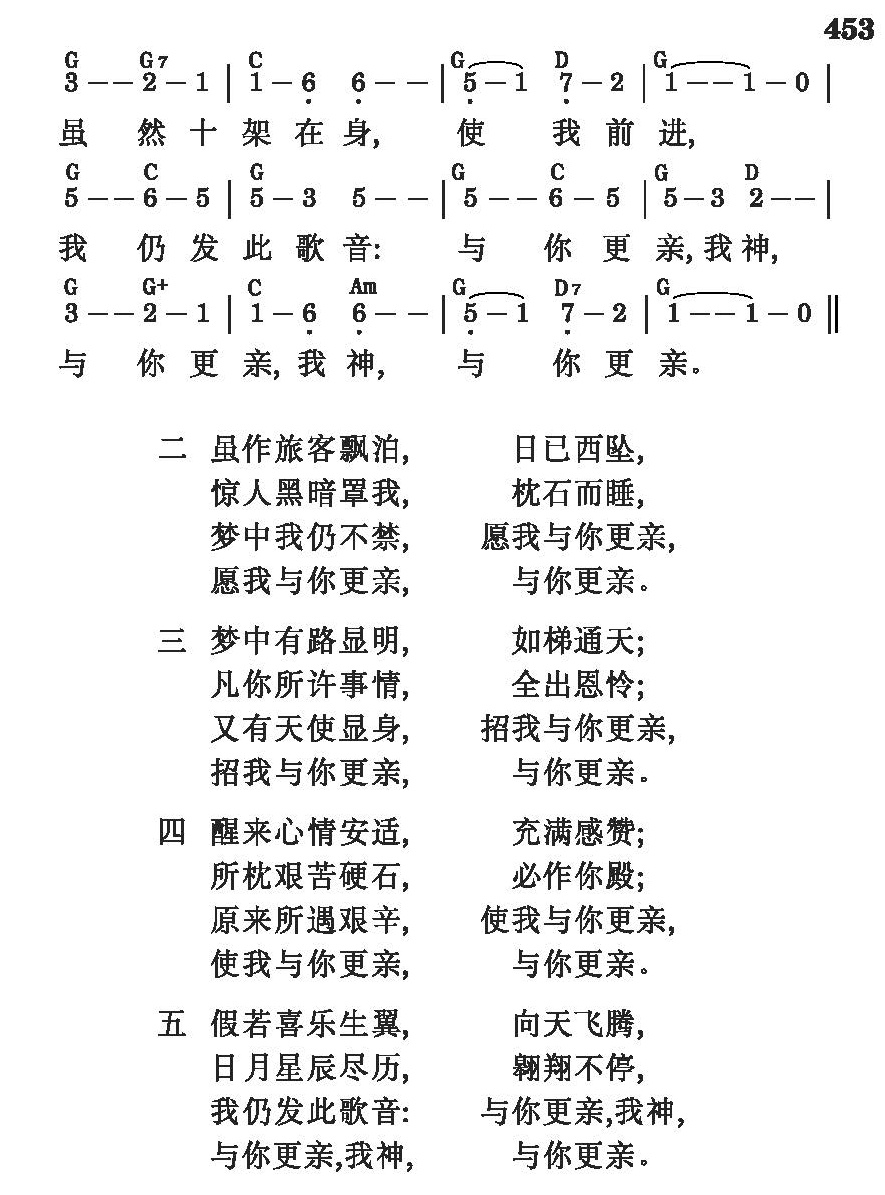 453
G G7 C G D G
3 - - 2 - 1 | 1 - 6̣ 6̣ - - | 5̣ - 1 7̣ - 2 | 1 - - 1 - 0 |
虽 然 十 架 在 身, 使 我 前 进,
G C G G C G D
5 - - 6 - 5 | 5 - 3 5 - - | 5 - - 6 - 5 | 5 - 3 2 - - |
我 仍 发 此 歌 音: 与 你 更 亲, 我 神,
G G+ C Am G D7 G
3 - - 2 - 1 | 1 - 6̣ 6̣ - - | 5̣ - 1 7̣ - 2 | 1 - - 1 - 0 ‖
与 你 更 亲, 我 神, 与 你 更 亲。
二 虽作旅客飘泊, 日已西坠,
惊人黑暗罩我, 枕石而睡,
梦中我仍不禁, 愿我与你更亲,
愿我与你更亲, 与你更亲。
三 梦中有路显明, 如梯通天;
凡你所许事情, 全出恩怜;
又有天使显身, 招我与你更亲,
招我与你更亲, 与你更亲。
四 醒来心情安适, 充满感赞;
所枕艰苦硬石, 必作你殿;
原来所遇艰辛, 使我与你更亲,
使我与你更亲, 与你更亲。
五 假若喜乐生翼, 向天飞腾,
日月星辰尽历, 翱翔不停,
我仍发此歌音: 与你更亲,我神,
与你更亲,我神, 与你更亲。